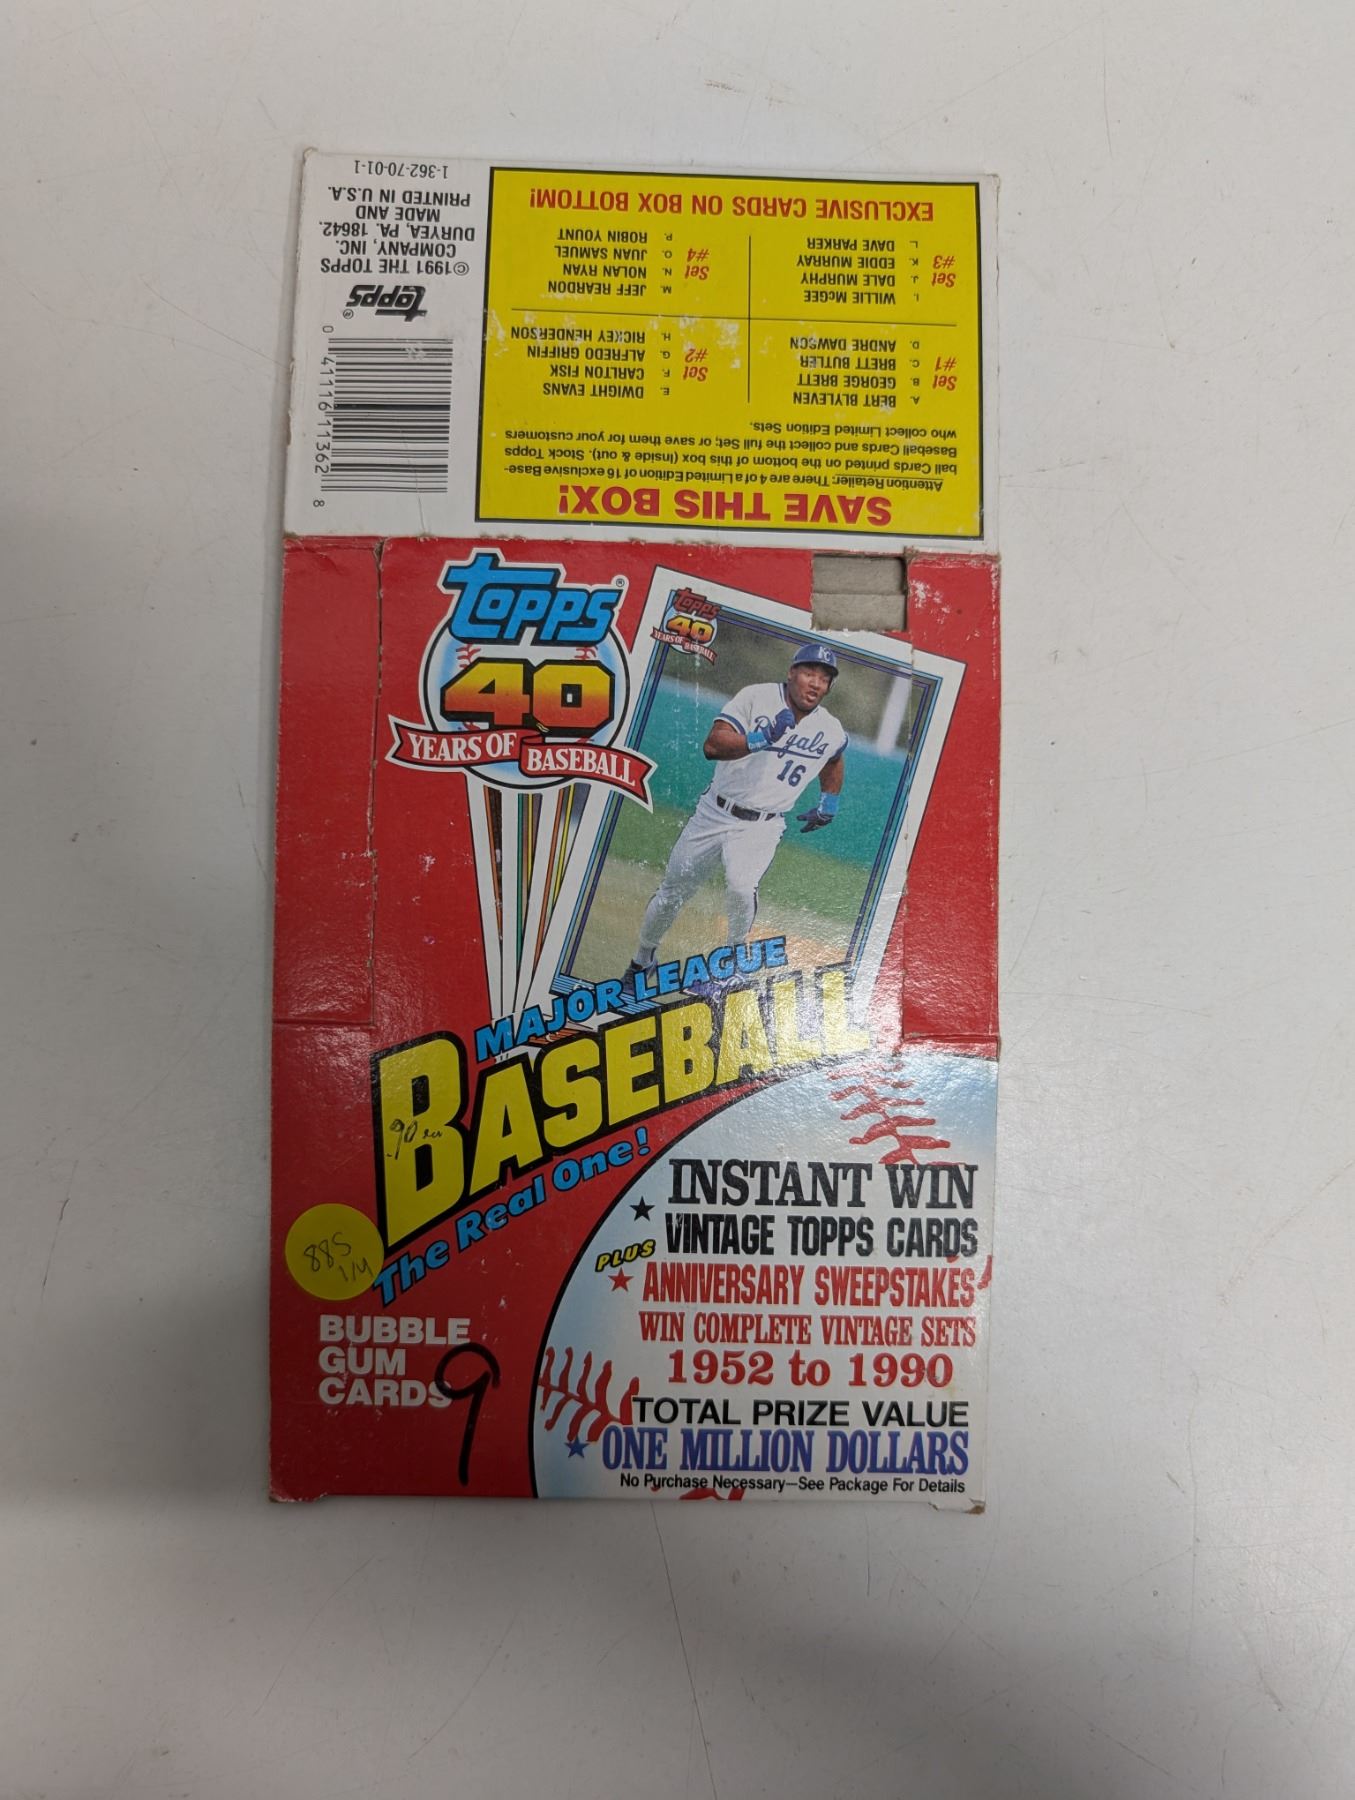 SAVE THIS BOX!
Attention Retailer: There are 4 of a Limited Edition of 16 exclusive Base-
ball Cards printed on the bottom of this box (inside & out). Stock Topps
Baseball Cards and collect the full Set; or save them for your customers
who collect Limited Edition Sets.
Set #1
A. BERT BLYLEVEN
B. GEORGE BRETT
C. BRETT BUTLER
D. ANDRE DAWSON
Set #2
E. DWIGHT EVANS
F. CARLTON FISK
G. ALFREDO GRIFFIN
H. RICKEY HENDERSON
Set #3
I. WILLIE McGEE
J. DALE MURPHY
K. EDDIE MURRAY
L. DAVE PARKER
Set #4
M. JEFF REARDON
N. NOLAN RYAN
O. JUAN SAMUEL
P. ROBIN YOUNT
EXCLUSIVE CARDS ON BOX BOTTOM!
0 41116 11362 8
Topps®
©1991 THE TOPPS
COMPANY, INC.
DURYEA, PA. 18642.
MADE AND
PRINTED IN U.S.A.
1-362-70-01-1
Topps®
40
YEARS OF BASEBALL
Topps
40
YEARS OF BASEBALL
KC
Royals
16
MAJOR LEAGUE
BASEBALL
.90
The Real One!
885
1/4
BUBBLE
GUM
CARDS
9
INSTANT WIN
VINTAGE TOPPS CARDS
PLUS
ANNIVERSARY SWEEPSTAKES
WIN COMPLETE VINTAGE SETS
1952 to 1990
TOTAL PRIZE VALUE
ONE MILLION DOLLARS
No Purchase Necessary—See Package For Details